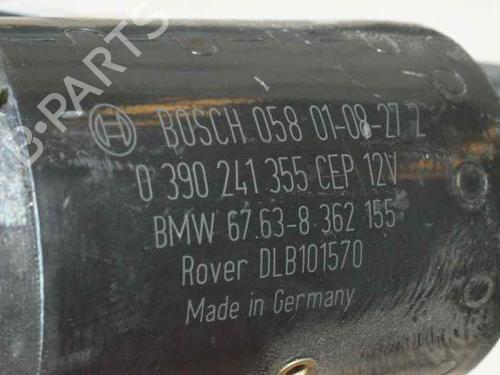 BOSCH 058 01-08-27 2
0 390 241 355 CEP 12V
BMW 67.63-8 362 155
Rover DLB101570
Made in Germany
B-PARTS